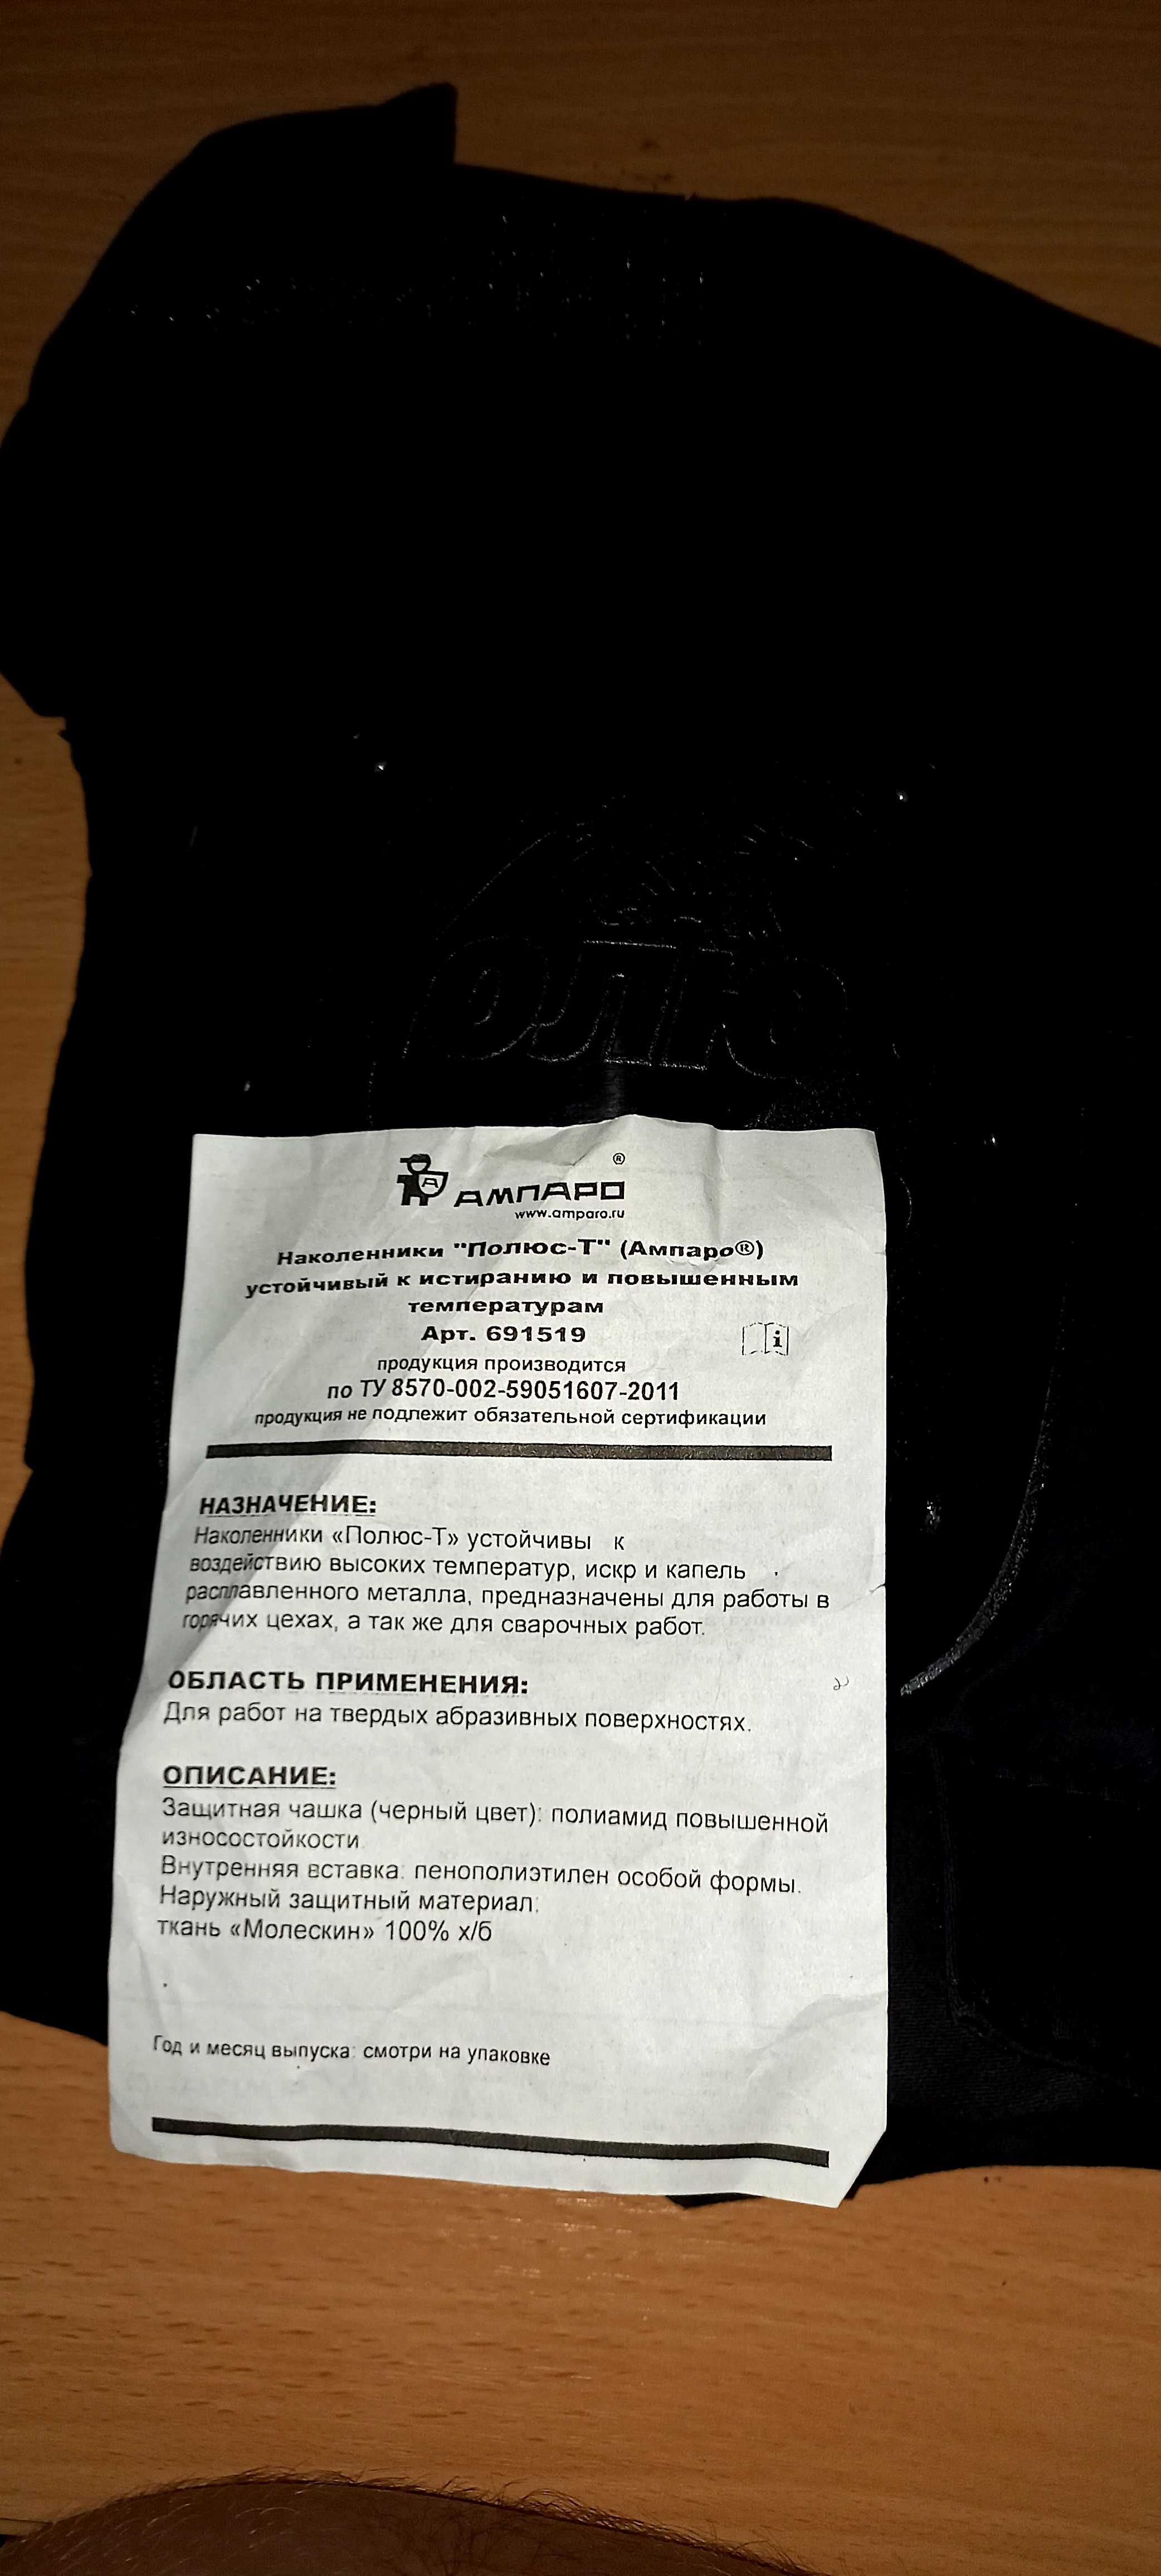 ОЛЮ
®
АМПАРО
www.amparo.ru
Наколенники "Полюс-Т" (Ампаро®)
устойчивый к истиранию и повышенным
температурам
Арт. 691519
продукция производится
по ТУ 8570-002-59051607-2011
продукция не подлежит обязательной сертификации
НАЗНАЧЕНИЕ:
Наколенники «Полюс-Т» устойчивы к
воздействию высоких температур, искр и капель
расплавленного металла, предназначены для работы в
горячих цехах, а так же для сварочных работ.
ОБЛАСТЬ ПРИМЕНЕНИЯ:
Для работ на твердых абразивных поверхностях.
ОПИСАНИЕ:
Защитная чашка (черный цвет): полиамид повышенной
износостойкости
Внутренняя вставка: пенополиэтилен особой формы.
Наружный защитный материал:
ткань «Молескин» 100% х/б
Год и месяц выпуска: смотри на упаковке